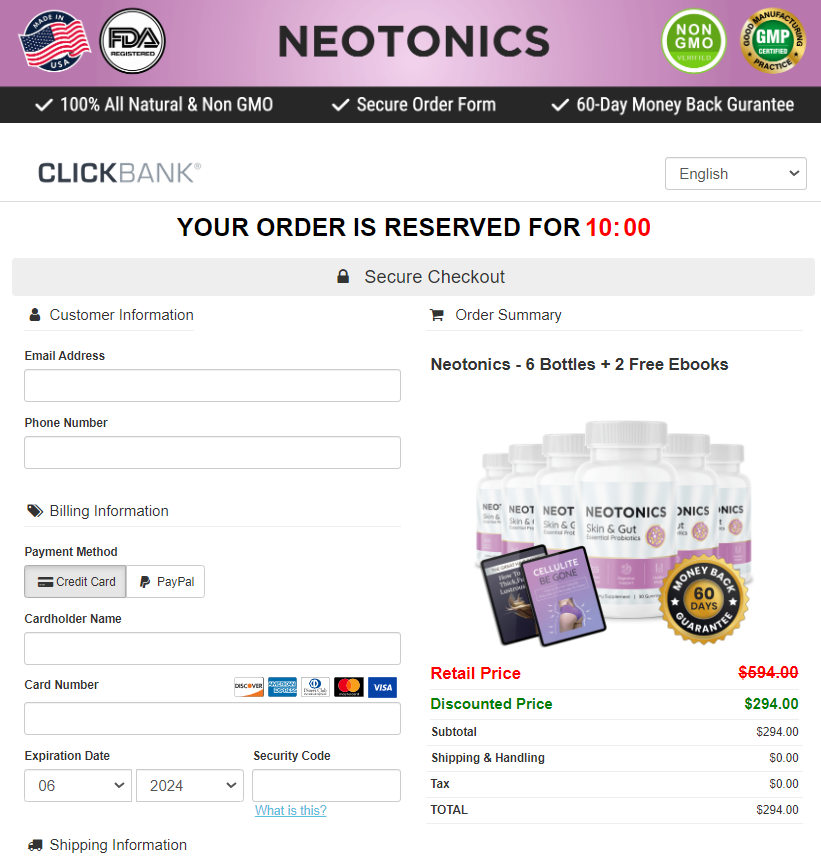 MADE IN
USA
FDA
REGISTERED
NEOTONICS
NON
GMO
VERIFIED
GOOD MANUFACTURING
GMP
CERTIFIED
PRACTICE
100% All Natural & Non GMO
Secure Order Form
60-Day Money Back Gurantee
CLICKBANK®
English
YOUR ORDER IS RESERVED FOR 10:00
Secure Checkout
Customer Information
Email Address
Phone Number
Billing Information
Payment Method
Credit Card
PayPal
Cardholder Name
Card Number
DISCOVER
AMERICAN EXPRESS
Diners Club
mastercard
VISA
Expiration Date
Security Code
06
2024
What is this?
Shipping Information
Order Summary
Neotonics - 6 Bottles + 2 Free Ebooks
NEOTONICS
Skin & Gut
Essential Probiotics
CELLULITE
BE GONE
MONEY BACK
60
DAYS
GUARANTEE
Retail Price $594.00
Discounted Price $294.00
Subtotal $294.00
Shipping & Handling $0.00
Tax $0.00
TOTAL $294.00